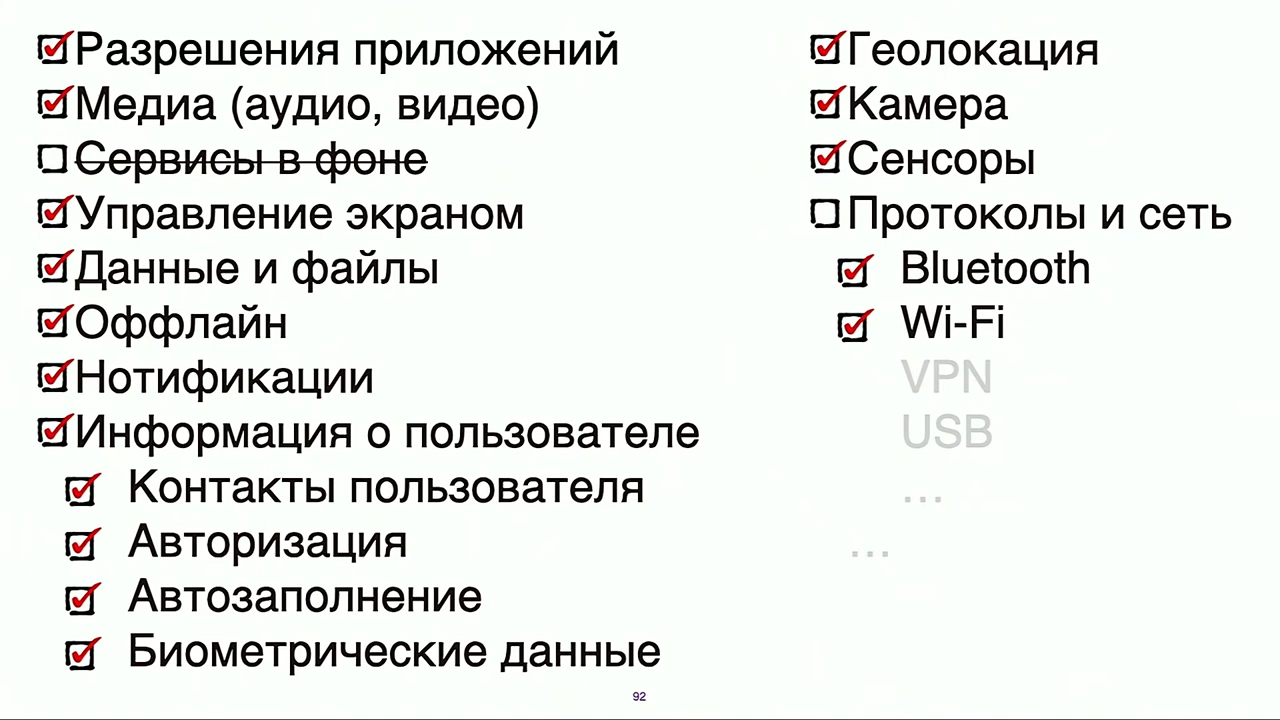 Разрешения приложений
Медиа (аудио, видео)
Сервисы в фоне
Управление экраном
Данные и файлы
Оффлайн
Нотификации
Информация о пользователе
Контакты пользователя
Авторизация
Автозаполнение
Биометрические данные
Геолокация
Камера
Сенсоры
Протоколы и сеть
Bluetooth
Wi-Fi
VPN
USB
...
...
92